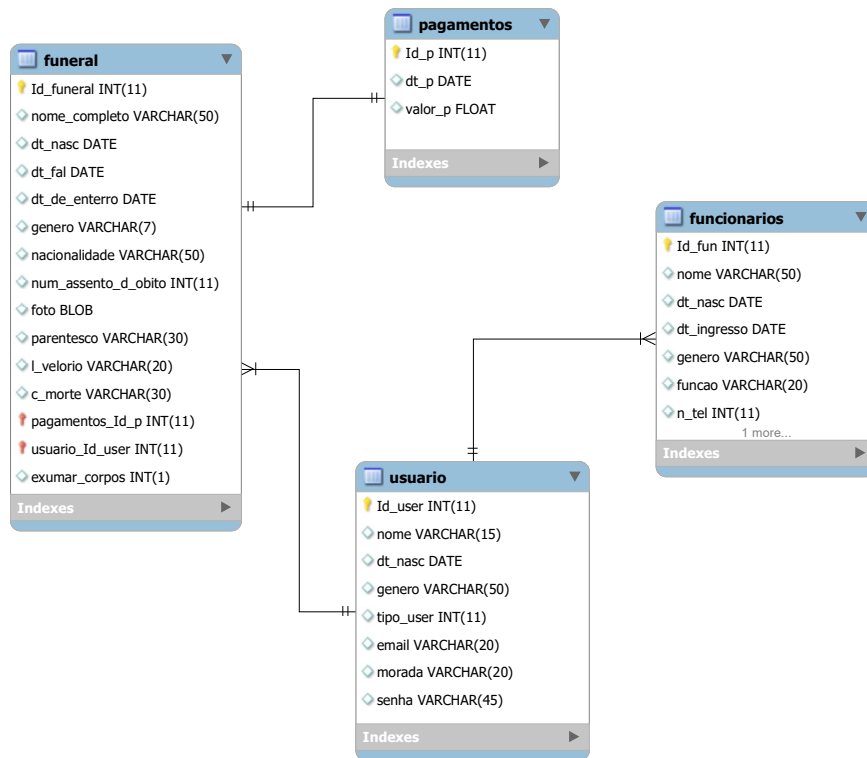 pagamentos
Id_p INT(11)
dt_p DATE
valor_p FLOAT
Indexes
funeral
Id_funeral INT(11)
nome_completo VARCHAR(50)
dt_nasc DATE
dt_fal DATE
dt_de_enterro DATE
genero VARCHAR(7)
nacionalidade VARCHAR(50)
num_assento_d_obito INT(11)
foto BLOB
parentesco VARCHAR(30)
l_velorio VARCHAR(20)
c_morte VARCHAR(30)
pagamentos_Id_p INT(11)
usuario_Id_user INT(11)
exumar_corpos INT(1)
Indexes
funcionarios
Id_fun INT(11)
nome VARCHAR(50)
dt_nasc DATE
dt_ingresso DATE
genero VARCHAR(50)
funcao VARCHAR(20)
n_tel INT(11)
1 more...
Indexes
usuario
Id_user INT(11)
nome VARCHAR(15)
dt_nasc DATE
genero VARCHAR(50)
tipo_user INT(11)
email VARCHAR(20)
morada VARCHAR(20)
senha VARCHAR(45)
Indexes